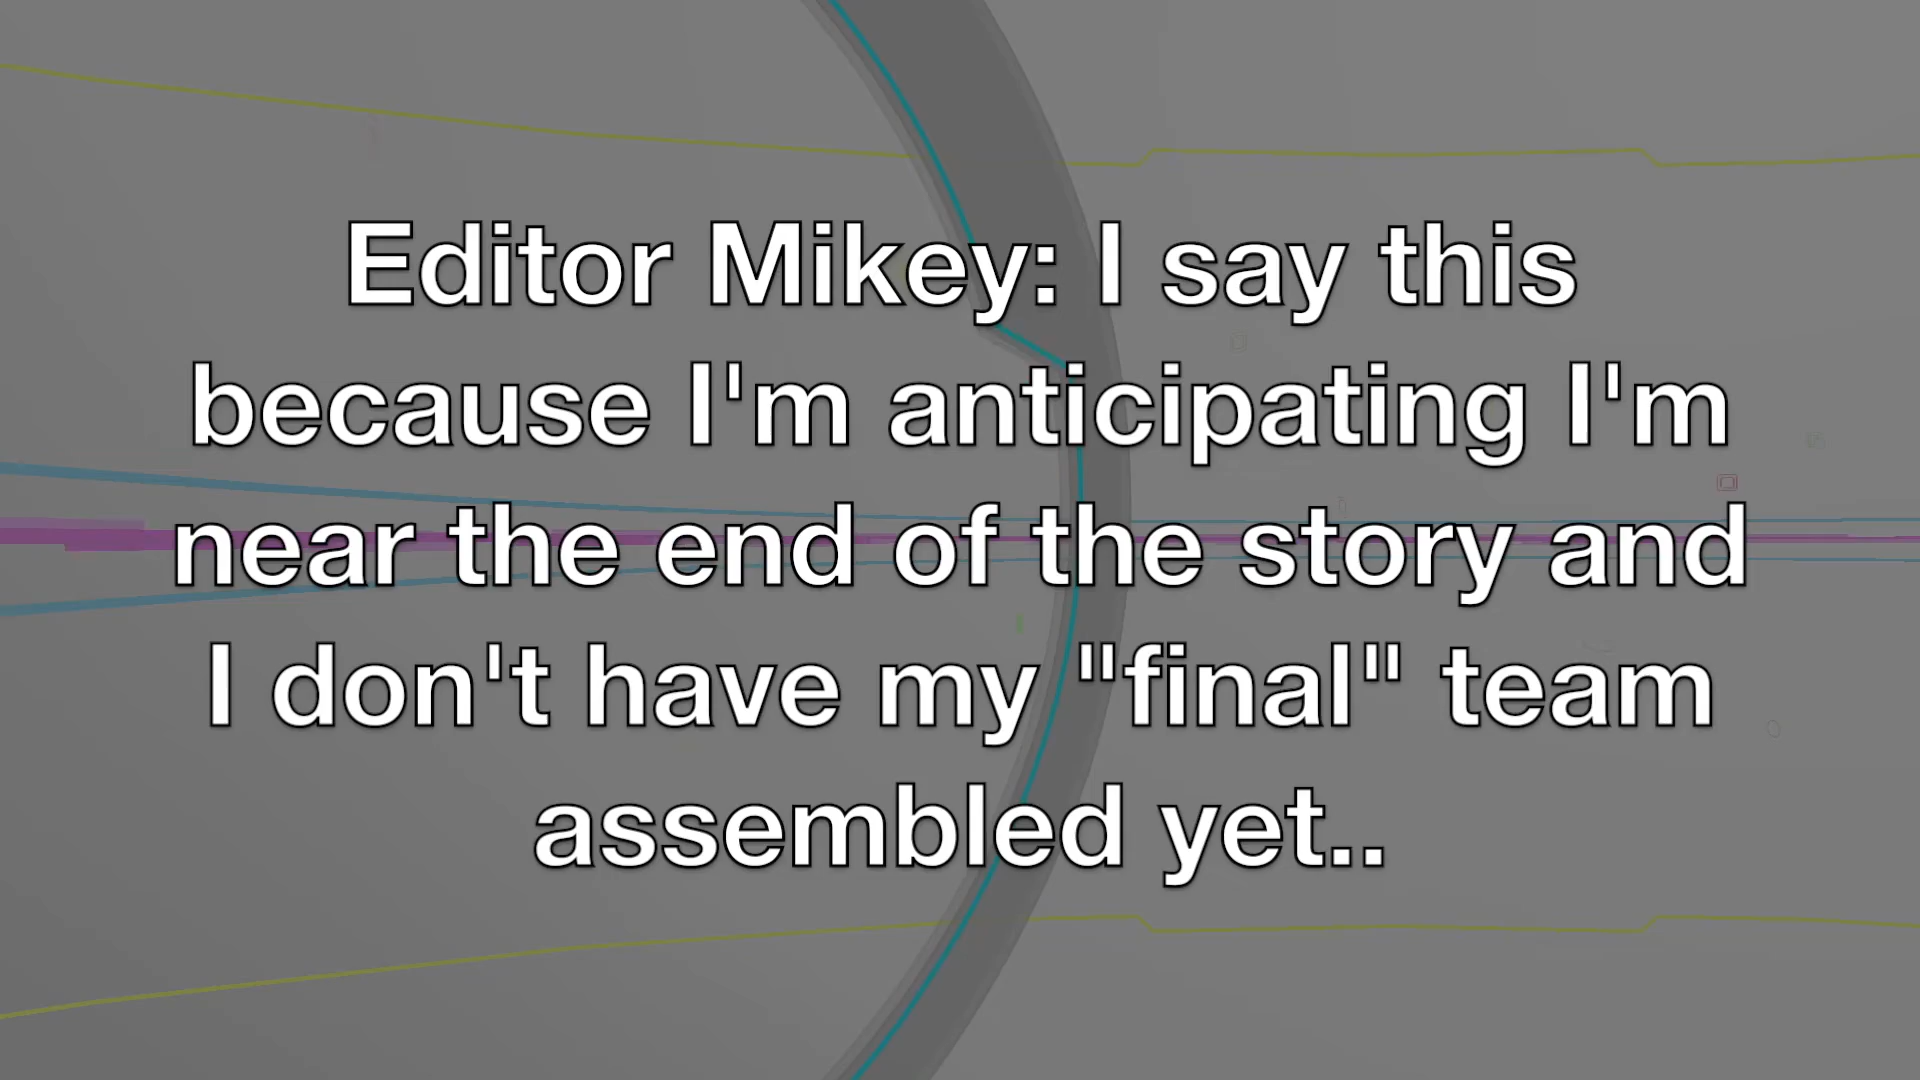 Editor Mikey: I say this
because I'm anticipating I'm
near the end of the story and
I don't have my "final" team
assembled yet..